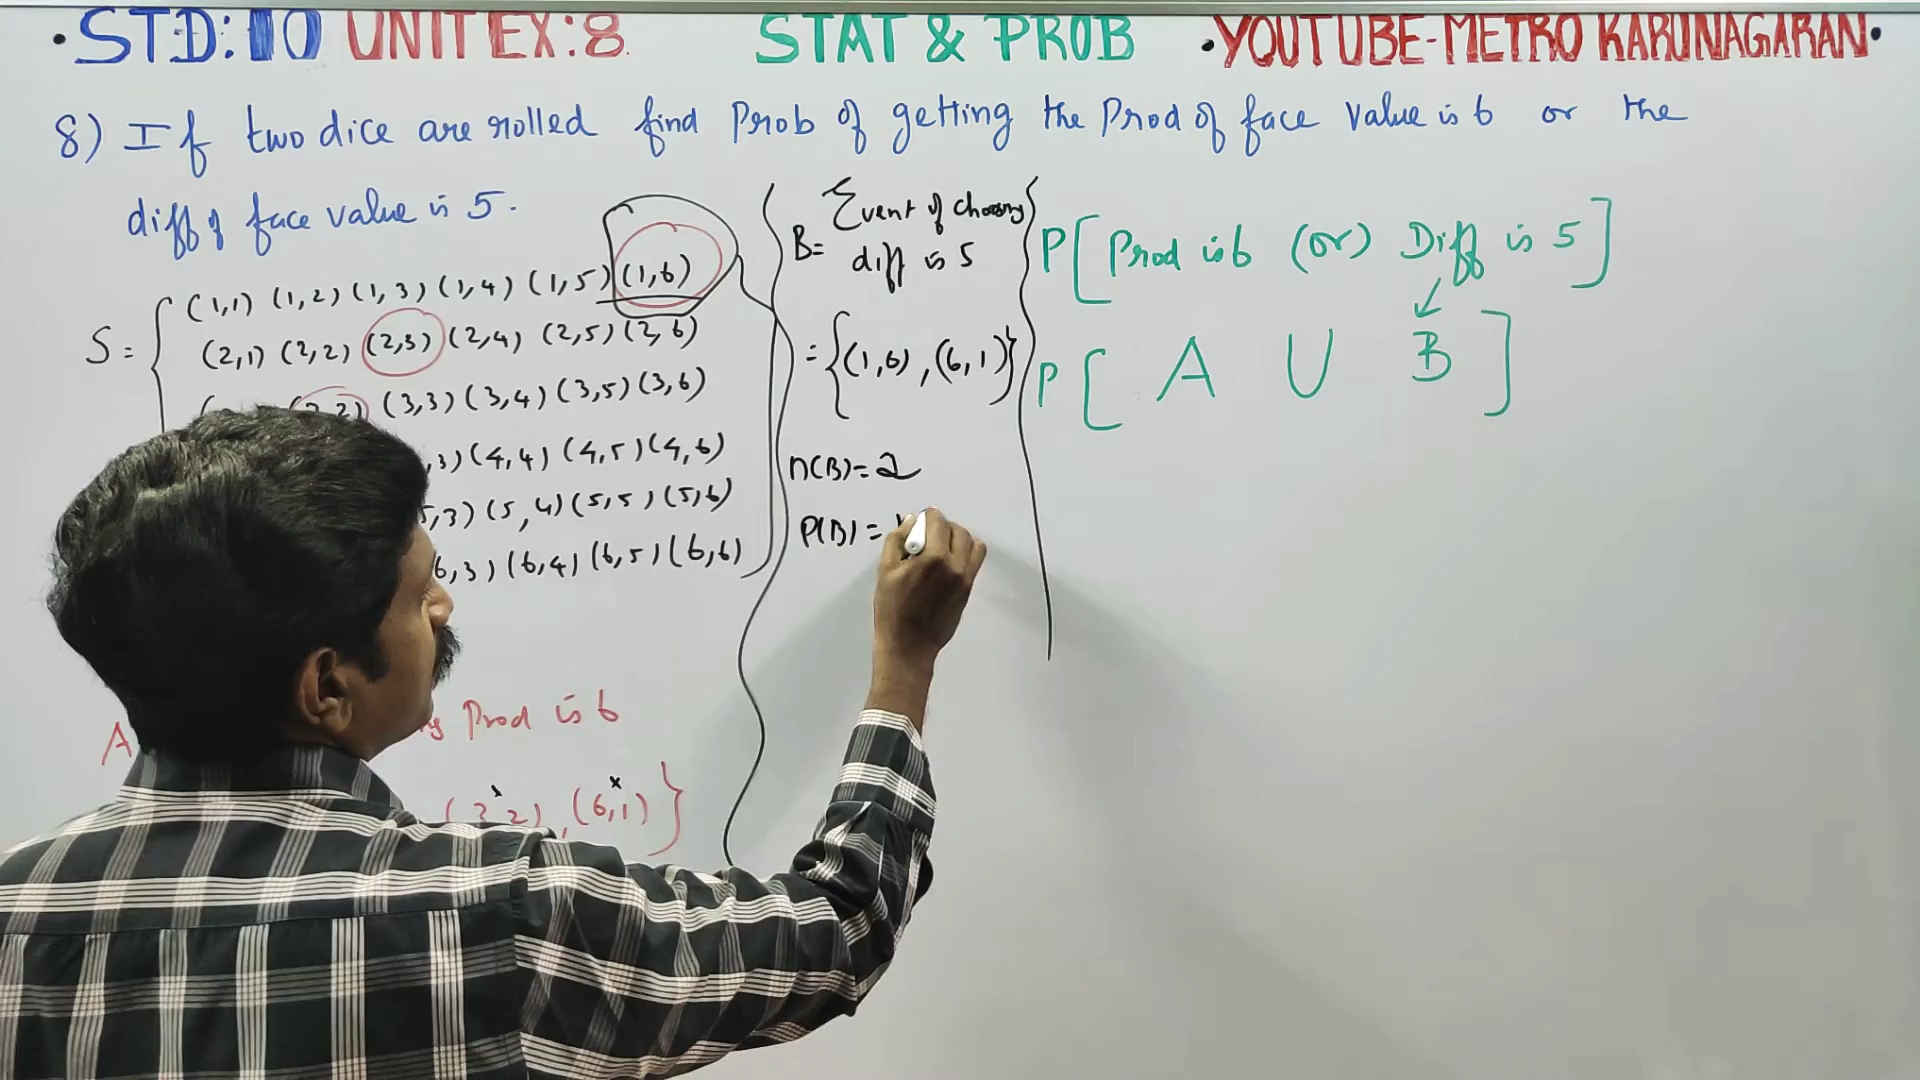 •STD:10 UNIT EX:8. STAT & PROB •YOUTUBE-METRO KARUNAGARAN•
8) If two dice are rolled find Prob of getting the Prod of face value is 6 or the
diff of face value is 5.
S = { (1,1) (1,2) (1,3) (1,4) (1,5) (1,6)
(2,1) (2,2) (2,3) (2,4) (2,5) (2,6)
(3,3) (3,4) (3,5) (3,6)
(4,4) (4,5) (4,6)
(5,4) (5,5) (5,6)
(6,4) (6,5) (6,6)
A Prod is 6
(3,2), (6,1) }
B = Event of choosing
diff is 5
= {(1,6), (6,1)}
n(B) = 2
P(B) =
P[Prod is 6 (or) Diff is 5]
P[ A U B ]